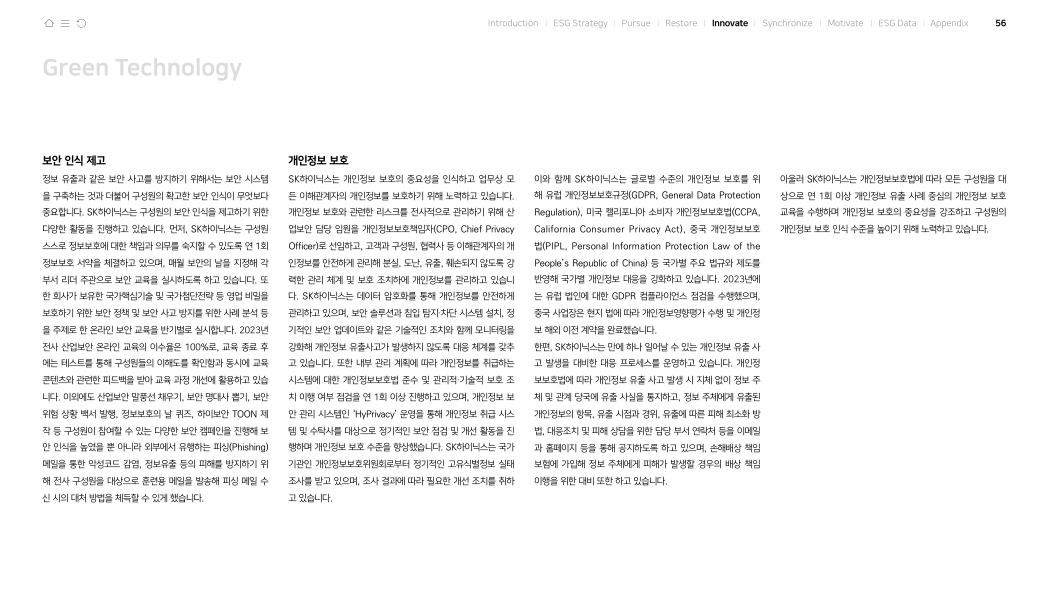 Introduction | ESG Strategy | Pursue | Restore | Innovate | Synchronize | Motivate | ESG Data | Appendix 56
Green Technology
보안 인식 제고
정보 유출과 같은 보안 사고를 방지하기 위해서는 보안 시스템
을 구축하는 것과 더불어 구성원의 확고한 보안 인식이 무엇보다
중요합니다. SK하이닉스는 구성원의 보안 인식을 제고하기 위한
다양한 활동을 진행하고 있습니다. 먼저, SK하이닉스는 구성원
스스로 정보보호에 대한 책임과 의무를 숙지할 수 있도록 연 1회
정보보호 서약을 체결하고 있으며, 매월 보안의 날을 지정해 각
부서 리더 주관으로 보안 교육을 실시하도록 하고 있습니다. 또
한 회사가 보유한 국가핵심기술 및 국가첨단전략 등 영업 비밀을
보호하기 위한 보안 정책 및 보안 사고 방지를 위한 사례 분석 등
을 주제로 한 온라인 보안 교육을 반기별로 실시합니다. 2023년
전사 산업보안 온라인 교육의 이수율은 100%로, 교육 종료 후
에는 테스트를 통해 구성원들의 이해도를 확인함과 동시에 교육
콘텐츠와 관련한 피드백을 받아 교육 과정 개선에 활용하고 있습
니다. 이외에도 산업보안 말풍선 채우기, 보안 명대사 뽑기, 보안
위험 상황 백서 발행, 정보보호의 날 퀴즈, 하이보안 TOON 제
작 등 구성원이 참여할 수 있는 다양한 보안 캠페인을 진행해 보
안 인식을 높였을 뿐 아니라 외부에서 유행하는 피싱(Phishing)
메일을 통한 악성코드 감염, 정보유출 등의 피해를 방지하기 위
해 전사 구성원을 대상으로 훈련용 메일을 발송해 피싱 메일 수
신 시의 대처 방법을 체득할 수 있게 했습니다.
개인정보 보호
SK하이닉스는 개인정보 보호의 중요성을 인식하고 업무상 모
든 이해관계자의 개인정보를 보호하기 위해 노력하고 있습니다.
개인정보 보호와 관련한 리스크를 전사적으로 관리하기 위해 산
업보안 담당 임원을 개인정보보호책임자(CPO, Chief Privacy
Officer)로 선임하고, 고객과 구성원, 협력사 등 이해관계자의 개
인정보를 안전하게 관리해 분실, 도난, 유출, 훼손되지 않도록 강
력한 관리 체계 및 보호 조치하에 개인정보를 관리하고 있습니
다. SK하이닉스는 데이터 암호화를 통해 개인정보를 안전하게
관리하고 있으며, 보안 솔루션과 침입 탐지·차단 시스템 설치, 정
기적인 보안 업데이트와 같은 기술적인 조치와 함께 모니터링을
강화해 개인정보 유출사고가 발생하지 않도록 대응 체계를 갖추
고 있습니다. 또한 내부 관리 계획에 따라 개인정보를 취급하는
시스템에 대한 개인정보보호법 준수 및 관리적·기술적 보호 조
치 이행 여부 점검을 연 1회 이상 진행하고 있으며, 개인정보 보
안 관리 시스템인 ‘HyPrivacy’ 운영을 통해 개인정보 취급 시스
템 및 수탁사를 대상으로 정기적인 보안 점검 및 개선 활동을 진
행하며 개인정보 보호 수준을 향상했습니다. SK하이닉스는 국가
기관인 개인정보보호위원회로부터 정기적인 고유식별정보 실태
조사를 받고 있으며, 조사 결과에 따라 필요한 개선 조치를 취하
고 있습니다.
이와 함께 SK하이닉스는 글로벌 수준의 개인정보 보호를 위
해 유럽 개인정보보호규정(GDPR, General Data Protection
Regulation), 미국 캘리포니아 소비자 개인정보보호법(CCPA,
California Consumer Privacy Act), 중국 개인정보보호
법(PIPL, Personal Information Protection Law of the
People’s Republic of China) 등 국가별 주요 법규와 제도를
반영해 국가별 개인정보 대응을 강화하고 있습니다. 2023년에
는 유럽 법인에 대한 GDPR 컴플라이언스 점검을 수행했으며,
중국 사업장은 현지 법에 따라 개인정보영향평가 수행 및 개인정
보 해외 이전 계약을 완료했습니다.
한편, SK하이닉스는 만에 하나 일어날 수 있는 개인정보 유출 사
고 발생을 대비한 대응 프로세스를 운영하고 있습니다. 개인정
보보호법에 따라 개인정보 유출 사고 발생 시 지체 없이 정보 주
체 및 관계 당국에 유출 사실을 통지하고, 정보 주체에게 유출된
개인정보의 항목, 유출 시점과 경위, 유출에 따른 피해 최소화 방
법, 대응조치 및 피해 상담을 위한 담당 부서 연락처 등을 이메일
과 홈페이지 등을 통해 공지하도록 하고 있으며, 손해배상 책임
보험에 가입해 정보 주체에게 피해가 발생할 경우의 배상 책임
이행을 위한 대비 또한 하고 있습니다.
아울러 SK하이닉스는 개인정보보호법에 따라 모든 구성원을 대
상으로 연 1회 이상 개인정보 유출 사례 중심의 개인정보 보호
교육을 수행하며 개인정보 보호의 중요성을 강조하고 구성원의
개인정보 보호 인식 수준을 높이기 위해 노력하고 있습니다.